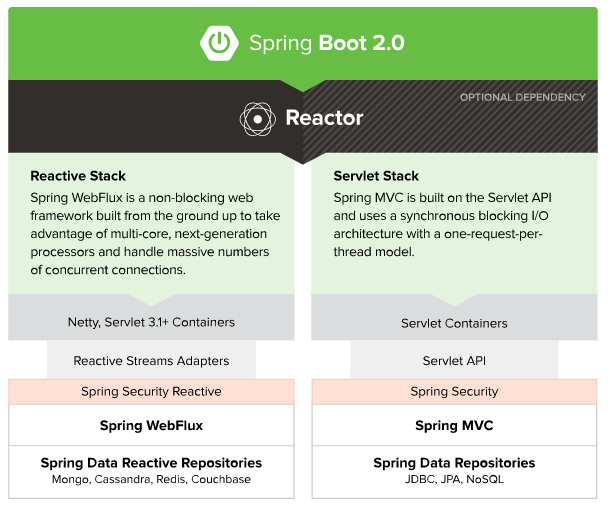 Spring Boot 2.0
OPTIONAL DEPENDENCY
Reactor
Reactive Stack
Spring WebFlux is a non-blocking web
framework built from the ground up to take
advantage of multi-core, next-generation
processors and handle massive numbers
of concurrent connections.
Servlet Stack
Spring MVC is built on the Servlet API
and uses a synchronous blocking I/O
architecture with a one-request-per-
thread model.
Netty, Servlet 3.1+ Containers
Servlet Containers
Reactive Streams Adapters
Servlet API
Spring Security Reactive
Spring Security
Spring WebFlux
Spring MVC
Spring Data Reactive Repositories
Mongo, Cassandra, Redis, Couchbase
Spring Data Repositories
JDBC, JPA, NoSQL